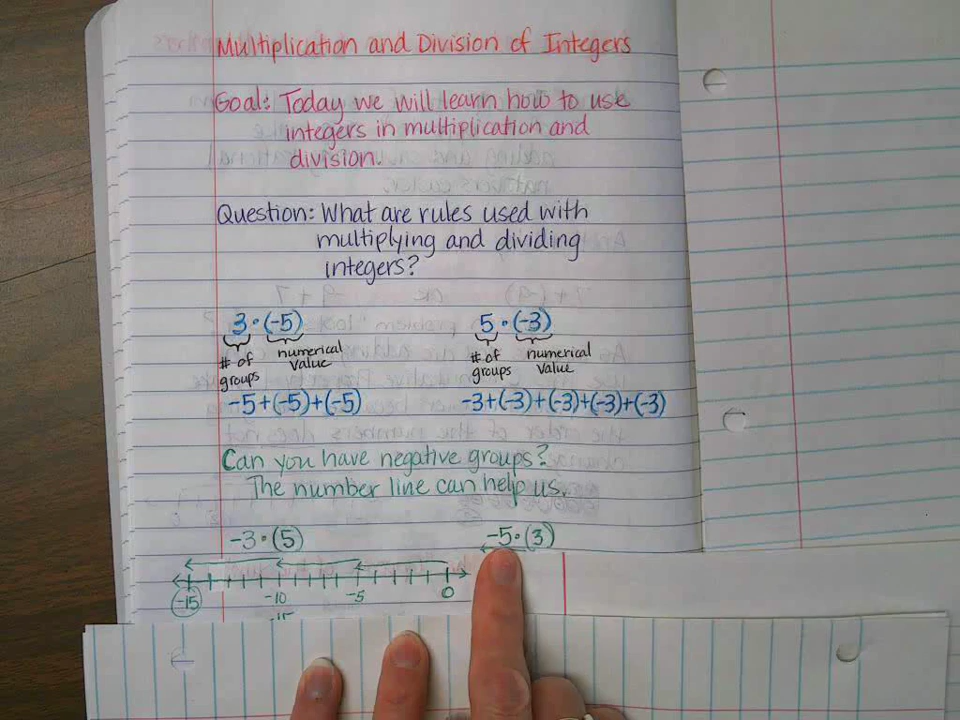 Multiplication and Division of Integers
Goal: Today we will learn how to use
integers in multiplication and
division.
Question: What are rules used with
multiplying and dividing
integers?
3 · (-5)
# of
groups
numerical
value
-5+(-5)+(-5)
5 · (-3)
# of
groups
numerical
value
-3+(-3)+(-3)+(-3)+(-3)
Can you have negative groups?
The number line can help us.
-3 · (5)
-15
-10
-5
0
-5 · (3)